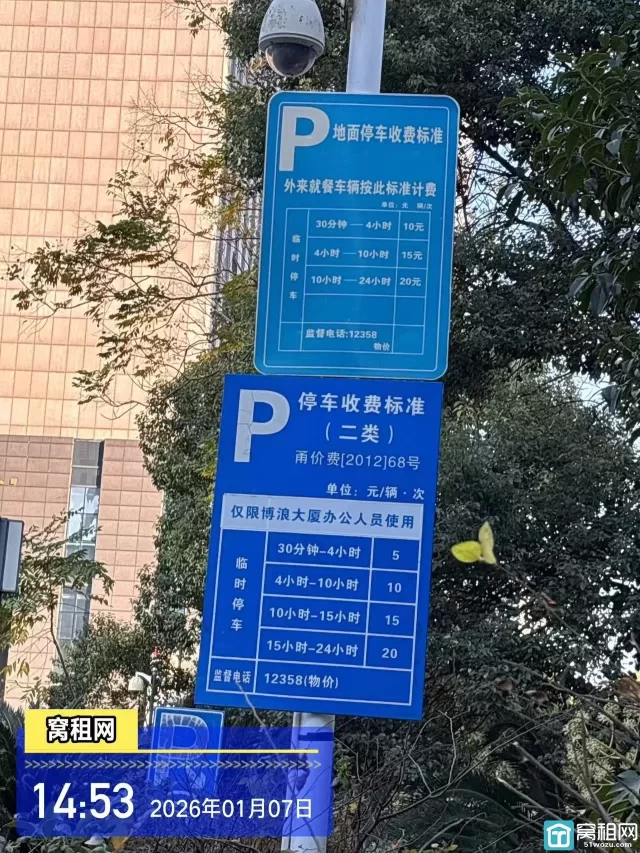 P 地面停车收费标准
外来就餐车辆按此标准计费
单位：元 辆/次
临时停车
30分钟—4小时 10元
4小时—10小时 15元
10小时—24小时 20元
监督电话:12358
物价
P 停车收费标准
（二类）
甬价费[2012]68号
单位：元/辆·次
仅限博浪大厦办公人员使用
临时停车
30分钟-4小时 5
4小时-10小时 10
10小时-15小时 15
15小时-24小时 20
监督电话 12358(物价)
P
窝租网
14:53 2026年01月07日
窝租网
51wozu.com